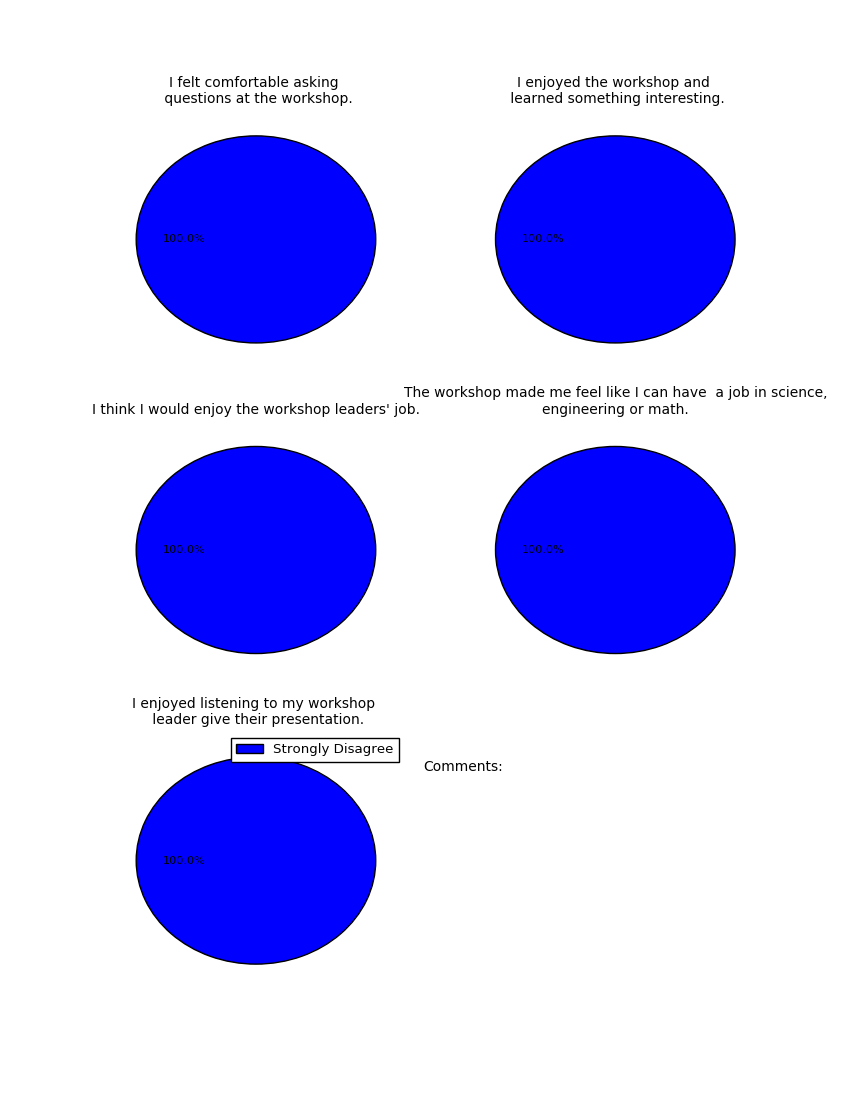 I felt comfortable asking
questions at the workshop.
100.0%
I enjoyed the workshop and
learned something interesting.
100.0%
I think I would enjoy the workshop leaders' job.
100.0%
The workshop made me feel like I can have  a job in science,
engineering or math.
100.0%
I enjoyed listening to my workshop
leader give their presentation.
Strongly Disagree
100.0%
Comments: